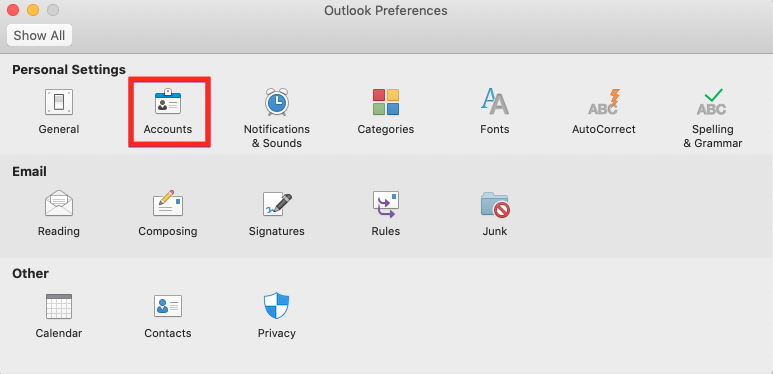 Outlook Preferences
Show All
Personal Settings
General
Accounts
Notifications
& Sounds
Categories
Fonts
AutoCorrect
Spelling
& Grammar
Email
Reading
Composing
Signatures
Rules
Junk
Other
Calendar
Contacts
Privacy
AA
ABC
ABC